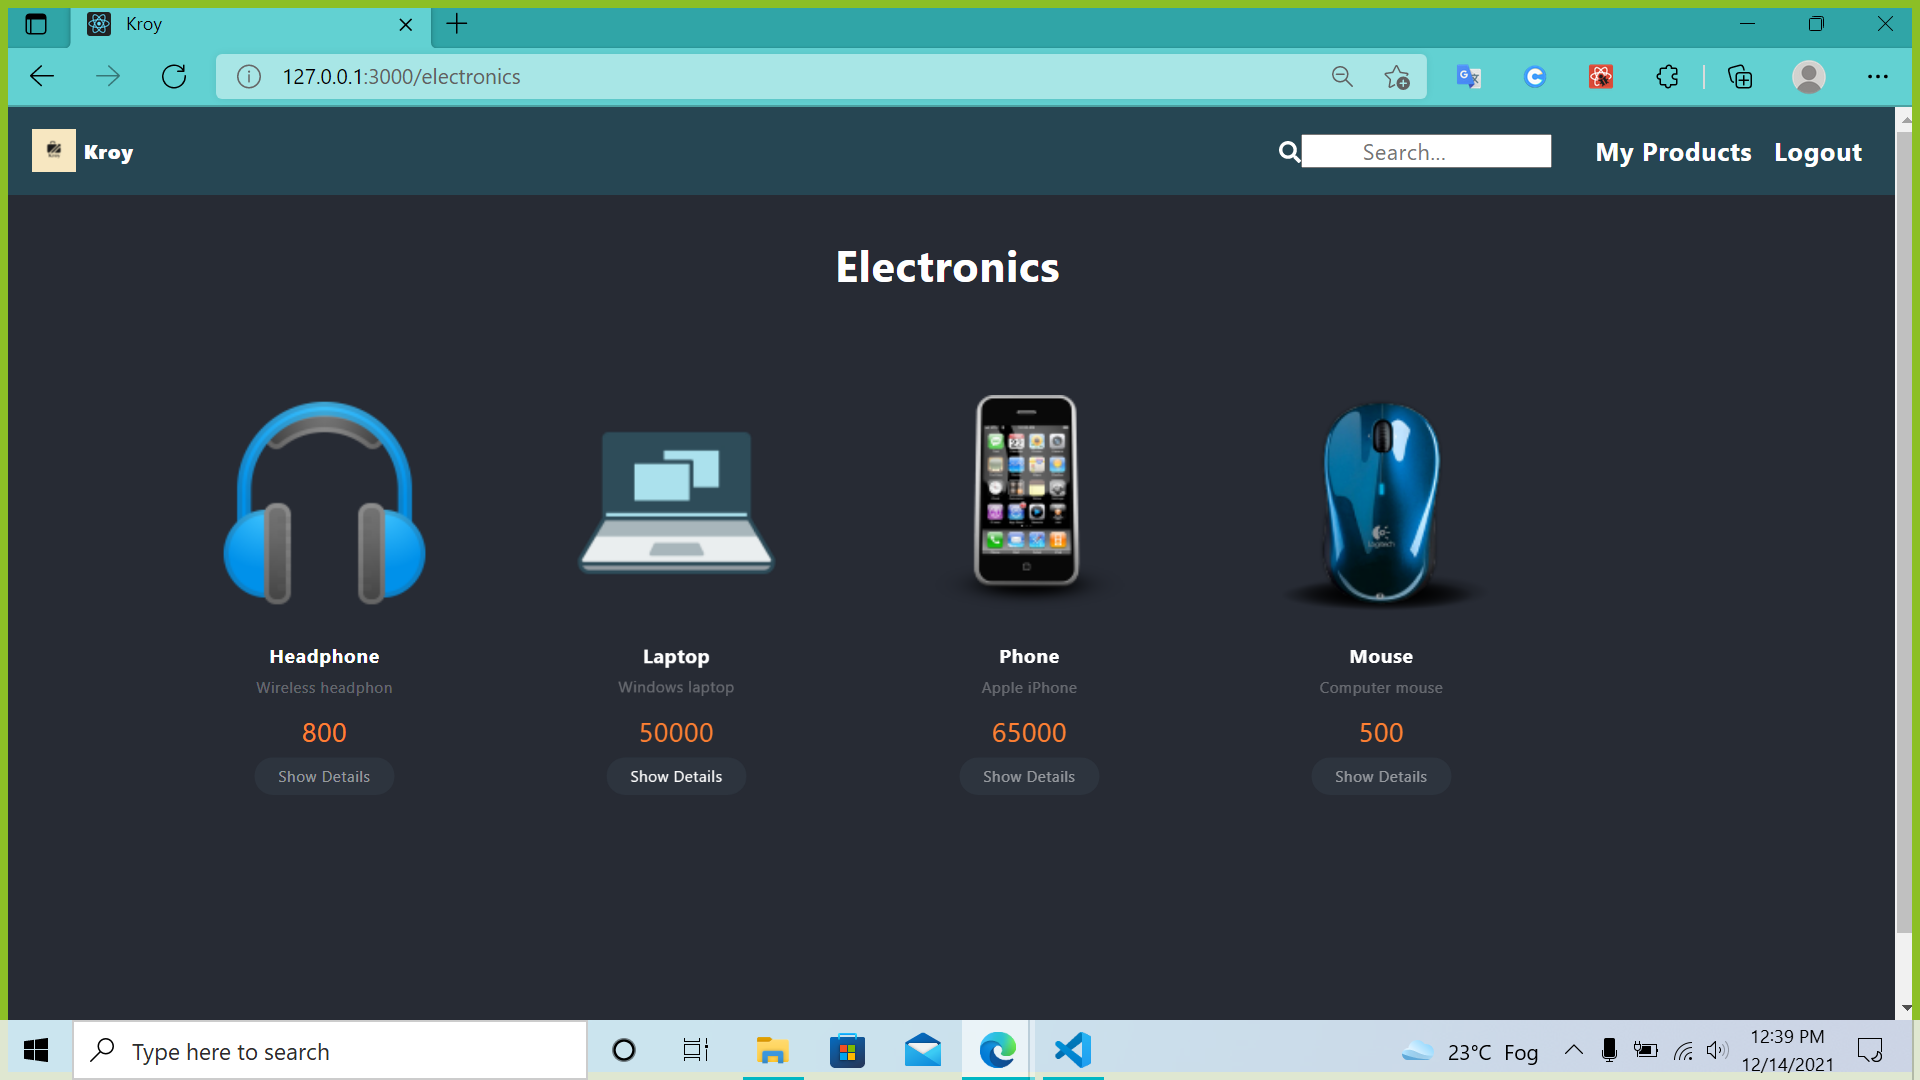 Kroy
127.0.0.1:3000/electronics
Kroy
Search...
My Products
Logout
Electronics
Logitech
Headphone
Laptop
Phone
Mouse
Wireless headphon
Windows laptop
Apple iPhone
Computer mouse
800
50000
65000
500
Show Details
Show Details
Show Details
Show Details
Type here to search
23°C Fog
12:39 PM
12/14/2021